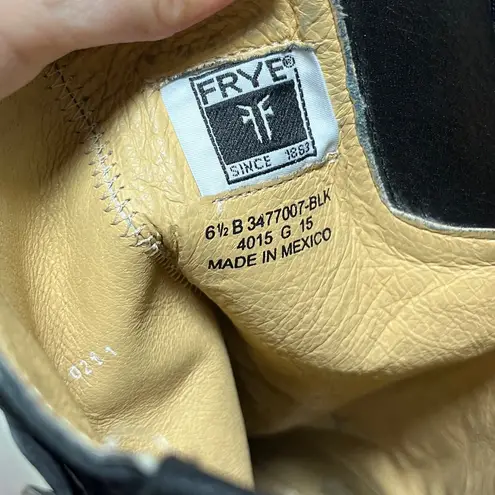 FRYE®
SINCE 1863
6½ B 3477007-BLK
4015 G 15
MADE IN MEXICO